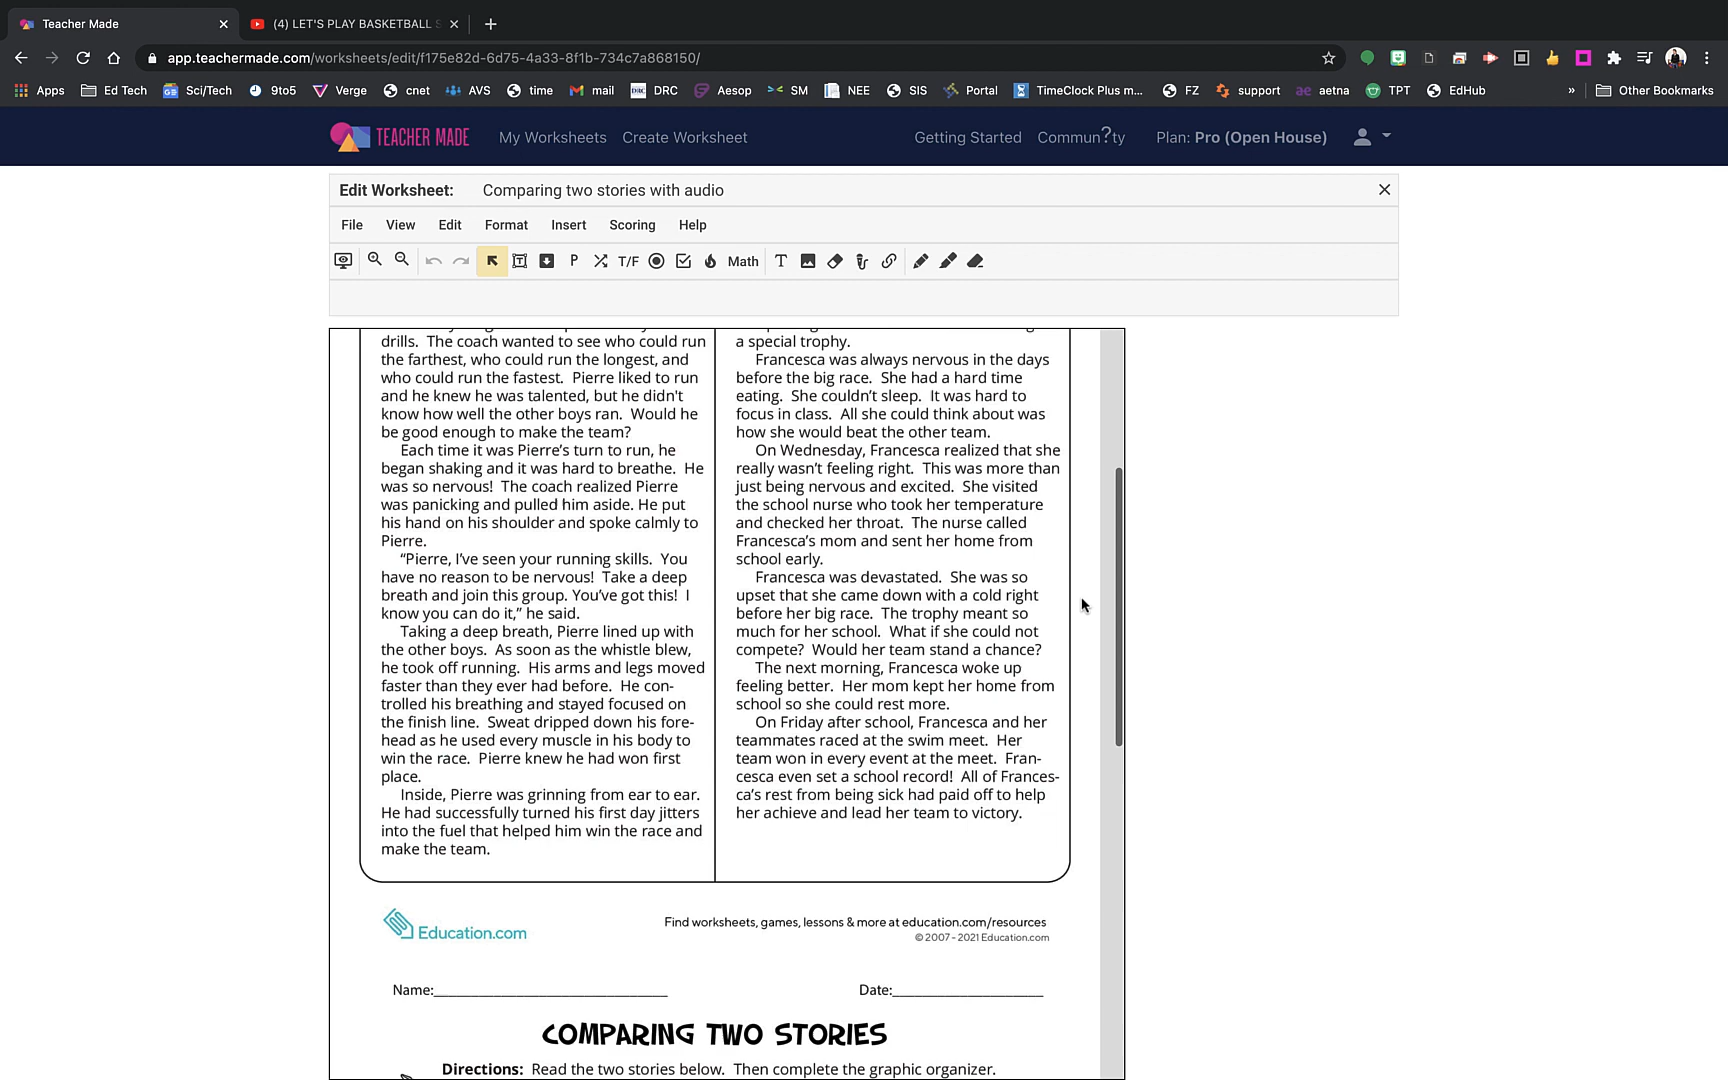 Teacher Made
(4) LET'S PLAY BASKETBALL
app.teachermade.com/worksheets/edit/f175e82d-6d75-4a33-8f1b-734c7a868150/
Apps Ed Tech Sci/Tech 9to5 Verge cnet AVS time mail DRC Aesop SM NEE SIS Portal TimeClock Plus m... FZ support aetna TPT EdHub » Other Bookmarks
TEACHER MADE My Worksheets Create Worksheet Getting Started Commun?ty Plan: Pro (Open House)
Edit Worksheet: Comparing two stories with audio
File View Edit Format Insert Scoring Help
P T/F Math T
drills. The coach wanted to see who could run
the farthest, who could run the longest, and
who could run the fastest. Pierre liked to run
and he knew he was talented, but he didn't
know how well the other boys ran. Would he
be good enough to make the team?
Each time it was Pierre's turn to run, he
began shaking and it was hard to breathe. He
was so nervous! The coach realized Pierre
was panicking and pulled him aside. He put
his hand on his shoulder and spoke calmly to
Pierre.
“Pierre, I've seen your running skills. You
have no reason to be nervous! Take a deep
breath and join this group. You've got this! I
know you can do it,” he said.
Taking a deep breath, Pierre lined up with
the other boys. As soon as the whistle blew,
he took off running. His arms and legs moved
faster than they ever had before. He con-
trolled his breathing and stayed focused on
the finish line. Sweat dripped down his fore-
head as he used every muscle in his body to
win the race. Pierre knew he had won first
place.
Inside, Pierre was grinning from ear to ear.
He had successfully turned his first day jitters
into the fuel that helped him win the race and
make the team.
a special trophy.
Francesca was always nervous in the days
before the big race. She had a hard time
eating. She couldn't sleep. It was hard to
focus in class. All she could think about was
how she would beat the other team.
On Wednesday, Francesca realized that she
really wasn't feeling right. This was more than
just being nervous and excited. She visited
the school nurse who took her temperature
and checked her throat. The nurse called
Francesca's mom and sent her home from
school early.
Francesca was devastated. She was so
upset that she came down with a cold right
before her big race. The trophy meant so
much for her school. What if she could not
compete? Would her team stand a chance?
The next morning, Francesca woke up
feeling better. Her mom kept her home from
school so she could rest more.
On Friday after school, Francesca and her
teammates raced at the swim meet. Her
team won in every event at the meet. Fran-
cesca even set a school record! All of Frances-
ca's rest from being sick had paid off to help
her achieve and lead her team to victory.
Education.com
Find worksheets, games, lessons & more at education.com/resources
© 2007 - 2021 Education.com
Name: Date:
COMPARING TWO STORIES
Directions: Read the two stories below. Then complete the graphic organizer.